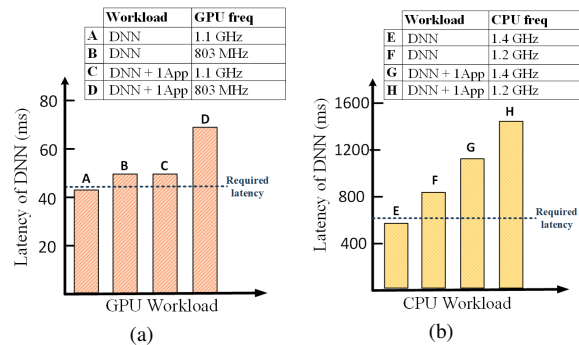 Workload GPU freq
A DNN 1.1 GHz
B DNN 803 MHz
C DNN + 1App 1.1 GHz
D DNN + 1App 803 MHz
Latency of DNN (ms)
80
60
40
20
A
B
C
D
Required
latency
GPU Workload
(a)
Workload CPU freq
E DNN 1.4 GHz
F DNN 1.2 GHz
G DNN + 1App 1.4 GHz
H DNN + 1App 1.2 GHz
Latency of DNN (ms)
1600
1200
800
400
E
F
G
H
Required
latency
CPU Workload
(b)